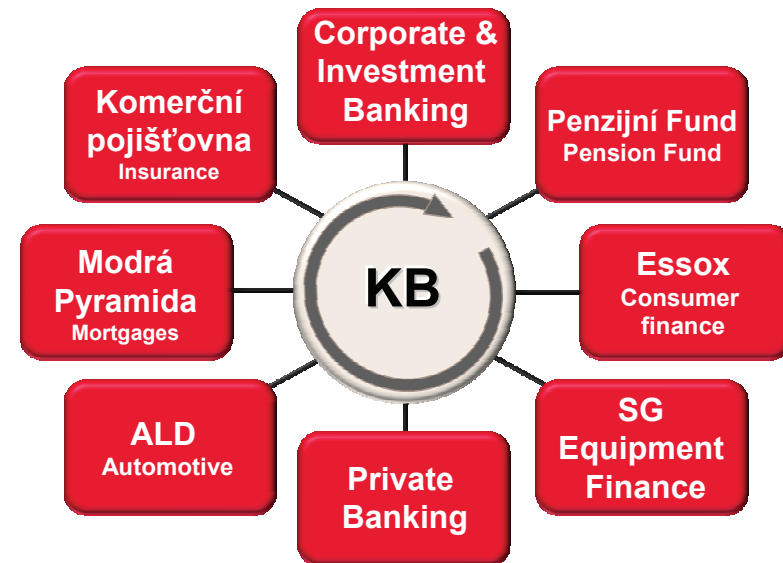 Corporate &
Investment
Banking
Komerční
pojišťovna
Insurance
Penzijní Fund
Pension Fund
Modrá
Pyramida
Mortgages
KB
Essox
Consumer
finance
ALD
Automotive
SG
Equipment
Finance
Private
Banking